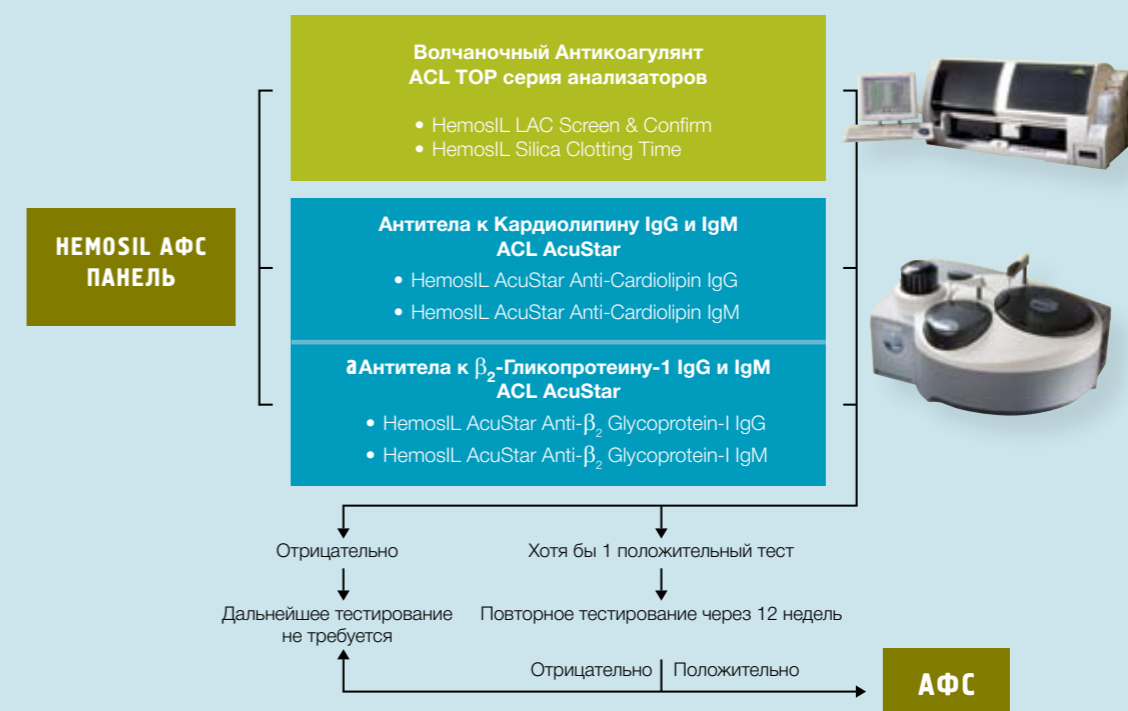 Волчаночный Антикоагулянт
ACL TOP серия анализаторов
• HemosIL LAC Screen & Confirm
• HemosIL Silica Clotting Time
HEMOSIL АФС
ПАНЕЛЬ
Антитела к Кардиолипину IgG и IgM
ACL AcuStar
• HemosIL AcuStar Anti-Cardiolipin IgG
• HemosIL AcuStar Anti-Cardiolipin IgM
аАнтитела к β₂-Гликопротеину-1 IgG и IgM
ACL AcuStar
• HemosIL AcuStar Anti-β₂ Glycoprotein-I IgG
• HemosIL AcuStar Anti-β₂ Glycoprotein-I IgM
Отрицательно
Хотя бы 1 положительный тест
Дальнейшее тестирование
не требуется
Повторное тестирование через 12 недель
Отрицательно | Положительно
АФС